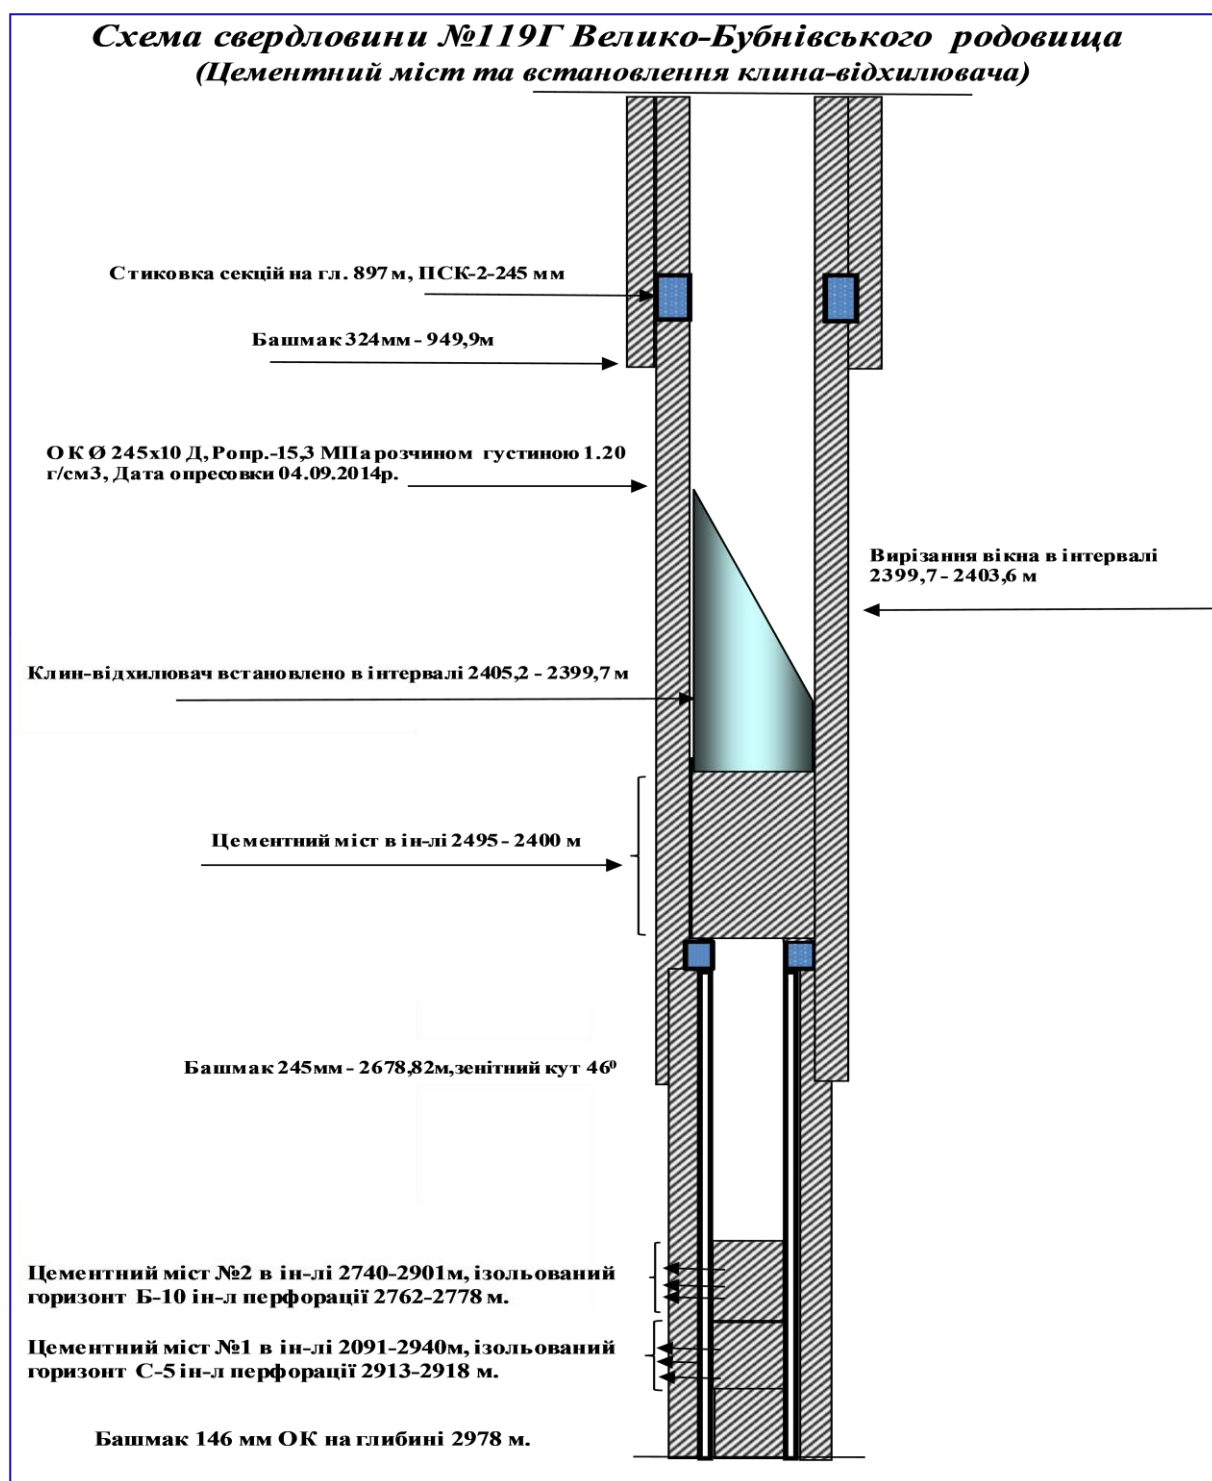 Схема свердловини №119Г Велико-Бубнівського родовища
(Цементний міст та встановлення клина-відхилювача)
Стиковка секцій на гл. 897 м, ПСК-2-245 мм
Башмак 324мм - 949,9м
ОК Ø 245х10 Д, Ропр.-15,3 МПа розчином густиною 1.20
г/см3, Дата опресовки 04.09.2014р.
Вирізання вікна в інтервалі
2399,7 - 2403,6 м
Клин-відхилювач встановлено в інтервалі 2405,2 - 2399,7 м
Цементний міст в ін-лі 2495 - 2400 м
Башмак 245мм - 2678,82м,зенітний кут 46⁰
Цементний міст №2 в ін-лі 2740-2901м, ізольований
горизонт Б-10 ін-л перфорації 2762-2778 м.
Цементний міст №1 в ін-лі 2091-2940м, ізольований
горизонт С-5 ін-л перфорації 2913-2918 м.
Башмак 146 мм ОК на глибині 2978 м.